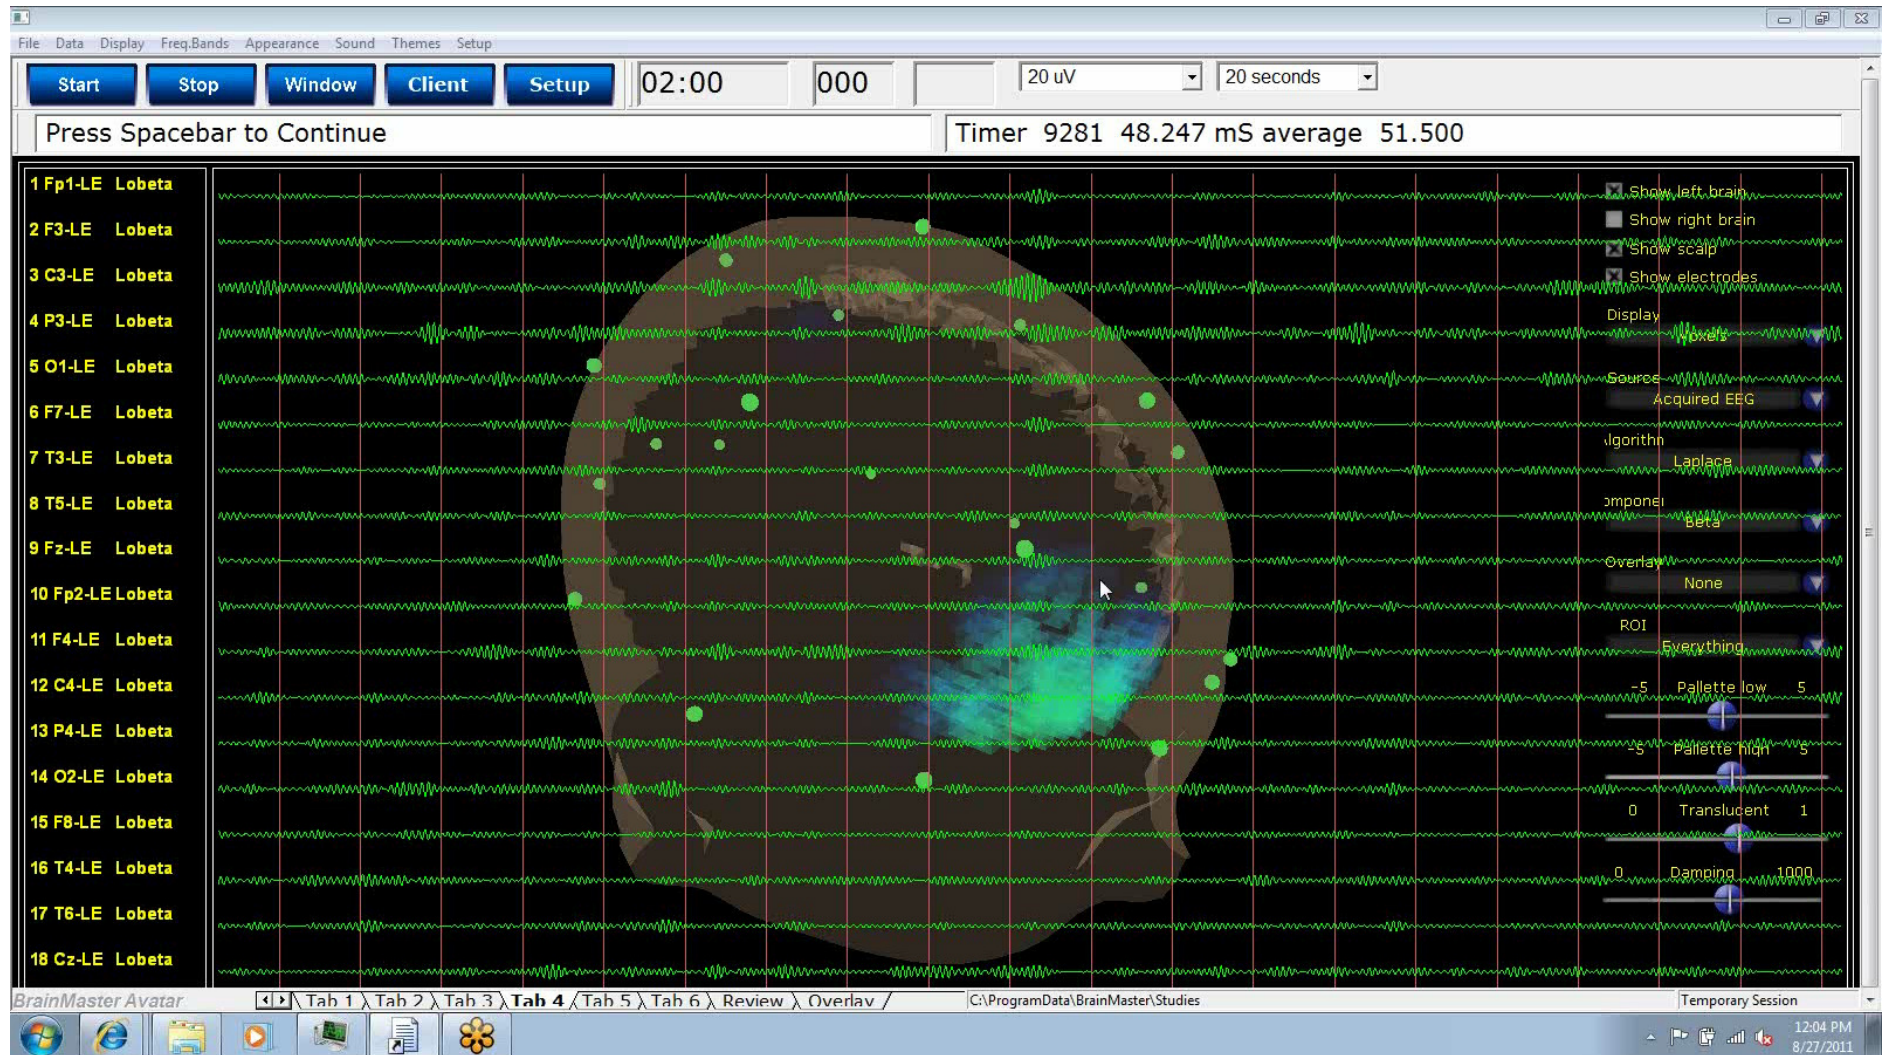 File Data Display Freq.Bands Appearance Sound Themes Setup
Start Stop Window Client Setup 02:00 000 20 uV 20 seconds
Press Spacebar to Continue Timer 9281 48.247 mS average 51.500
1 Fp1-LE Lobeta
Show left brain
Show right brain
2 F3-LE Lobeta
Show scalp
3 C3-LE Lobeta
Show electrodes
4 P3-LE Lobeta
Display
Voxels
5 O1-LE Lobeta
Source
Acquired EEG
6 F7-LE Lobeta
lgorithn
7 T3-LE Lobeta
Laplace
8 T5-LE Lobeta
ompone
Beta
9 Fz-LE Lobeta
Overlay
None
10 Fp2-LE Lobeta
ROI
11 F4-LE Lobeta
Everything
12 C4-LE Lobeta
-5 Pallette low 5
13 P4-LE Lobeta
-5 Pallette high 5
14 O2-LE Lobeta
0 Translucent 1
15 F8-LE Lobeta
16 T4-LE Lobeta
0 Damping 1000
17 T6-LE Lobeta
18 Cz-LE Lobeta
BrainMaster Avatar Tab 1 Tab 2 Tab 3 Tab 4 Tab 5 Tab 6 Review Overlay C:\ProgramData\BrainMaster\Studies Temporary Session
12:04 PM
8/27/2011